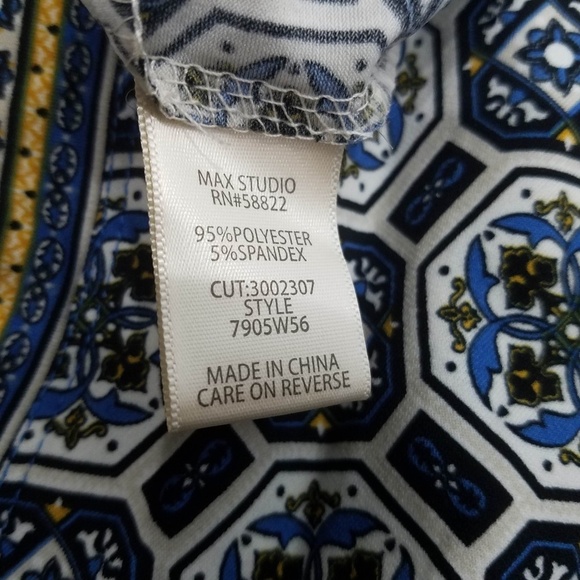 MAX STUDIO
RN#58822
95%POLYESTER
5%SPANDEX
CUT:3002307
STYLE
7905W56
MADE IN CHINA
CARE ON REVERSE